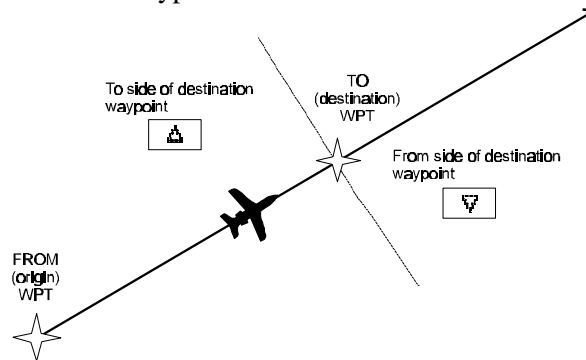 To side of destination
waypoint
TO
(destination)
WPT
From side of destination
waypoint
FROM
(origin)
WPT